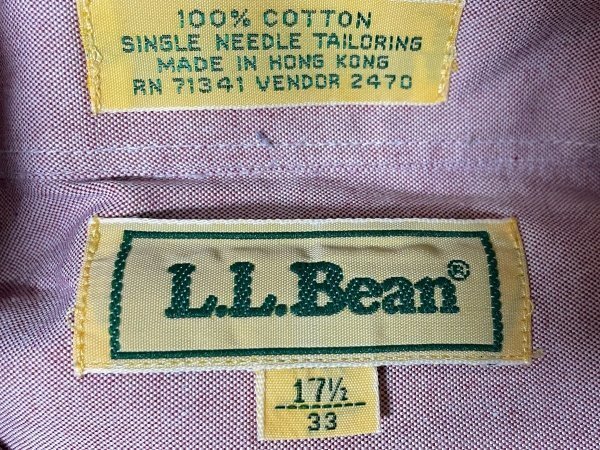 100% COTTON
SINGLE NEEDLE TAILORING
MADE IN HONG KONG
RN 71341 VENDOR 2470
L.L.Bean®
17½
33